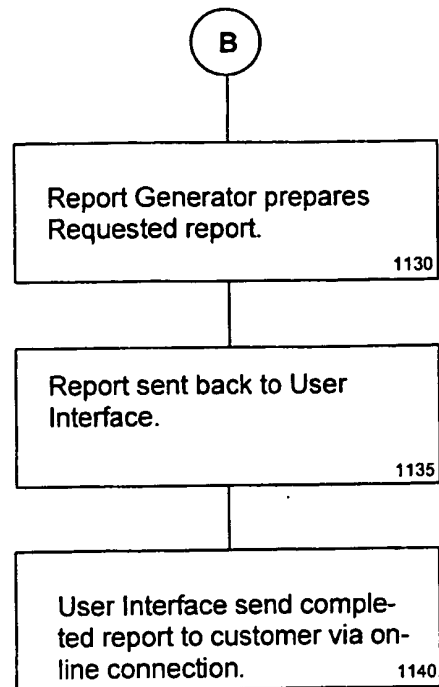 B
Report Generator prepares
Requested report.
1130
Report sent back to User
Interface.
1135
User Interface send comple-
ted report to customer via on-
line connection.
1140